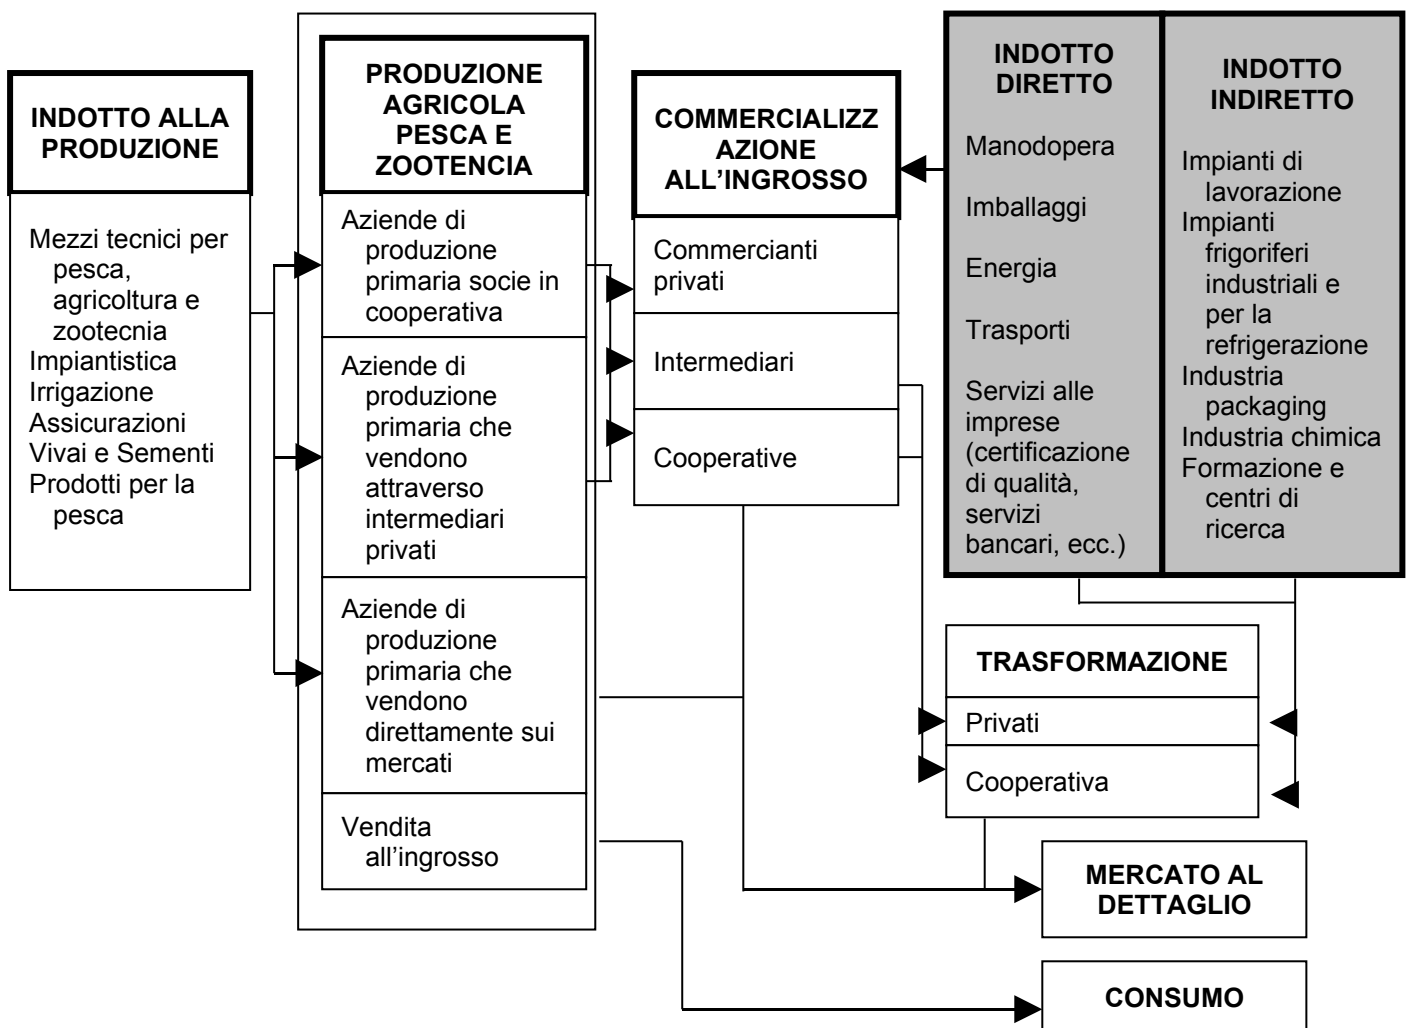 INDOTTO ALLA
PRODUZIONE
Mezzi tecnici per
pesca,
agricoltura e
zootecnia
Impiantistica
Irrigazione
Assicurazioni
Vivai e Sementi
Prodotti per la
pesca
PRODUZIONE
AGRICOLA
PESCA E
ZOOTENCIA
Aziende di
produzione
primaria socie in
cooperativa
Aziende di
produzione
primaria che
vendono
attraverso
intermediari
privati
Aziende di
produzione
primaria che
vendono
direttamente sui
mercati
Vendita
all'ingrosso
COMMERCIALIZZ
AZIONE
ALL'INGROSSO
Commercianti
privati
Intermediari
Cooperative
INDOTTO
DIRETTO
Manodopera
Imballaggi
Energia
Trasporti
Servizi alle
imprese
(certificazione
di qualità,
servizi
bancari, ecc.)
INDOTTO
INDIRETTO
Impianti di
lavorazione
Impianti
frigoriferi
industriali e
per la
refrigerazione
Industria
packaging
Industria chimica
Formazione e
centri di
ricerca
TRASFORMAZIONE
Privati
Cooperativa
MERCATO AL
DETTAGLIO
CONSUMO